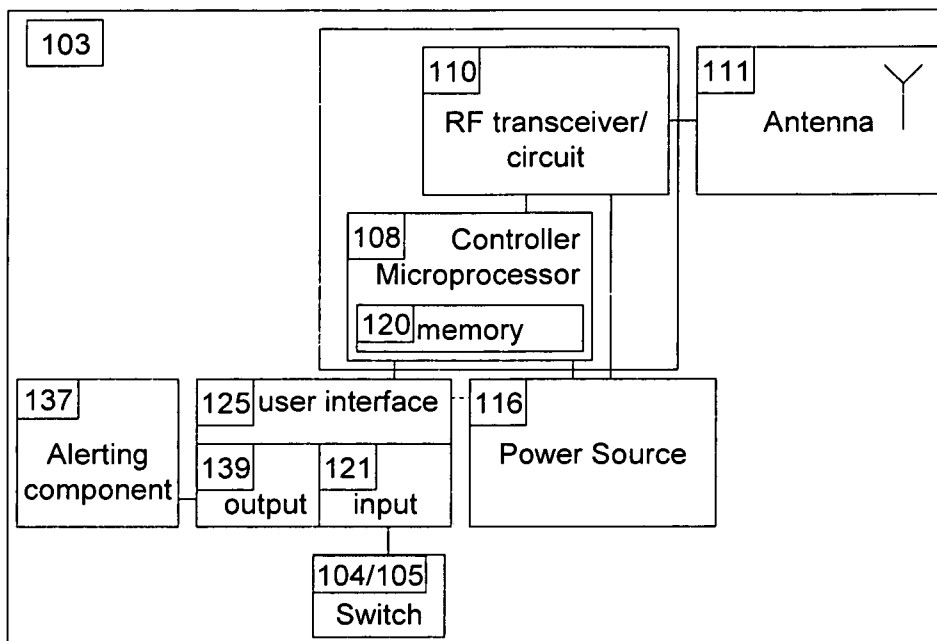 103
110
RF transceiver/
circuit
111
Antenna
108
Controller
Microprocessor
120
memory
137
Alerting
component
125
user interface
139
output
121
input
116
Power Source
104/105
Switch